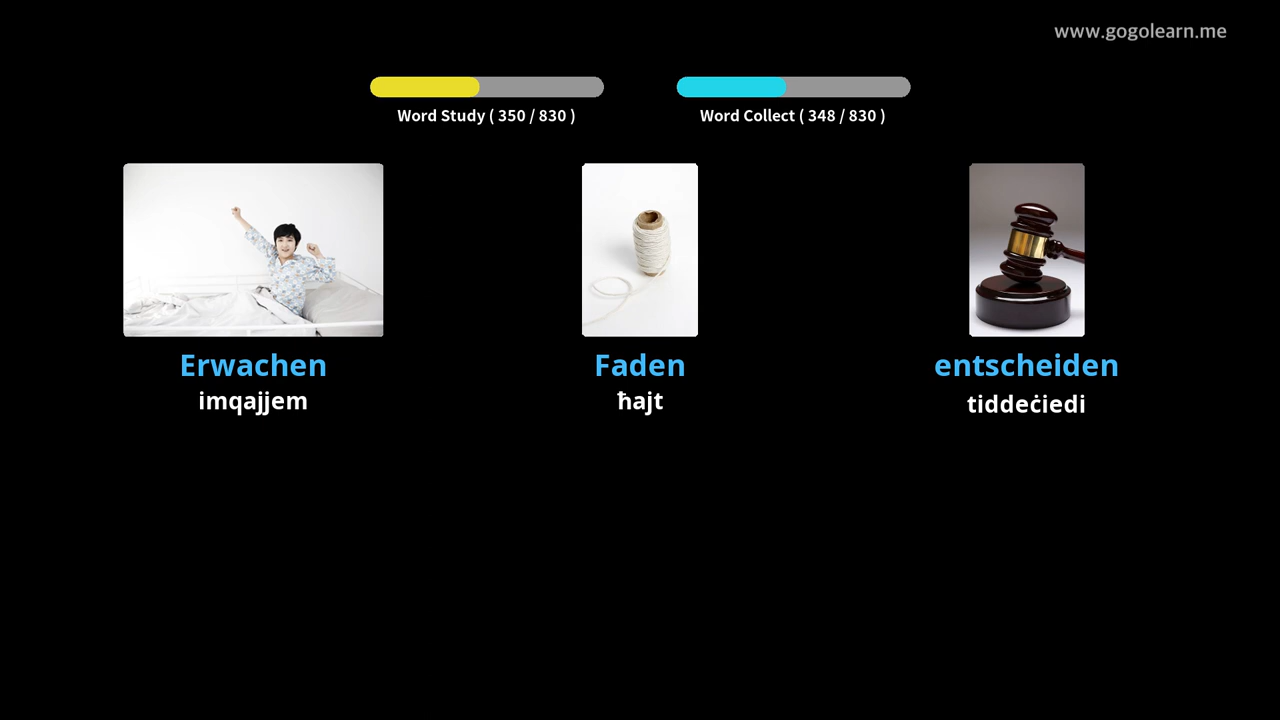 www.gogolearn.me
Word Study ( 350 / 830 )
Word Collect ( 348 / 830 )
Erwachen
imqajjem
Faden
ħajt
entscheiden
tiddeċiedi